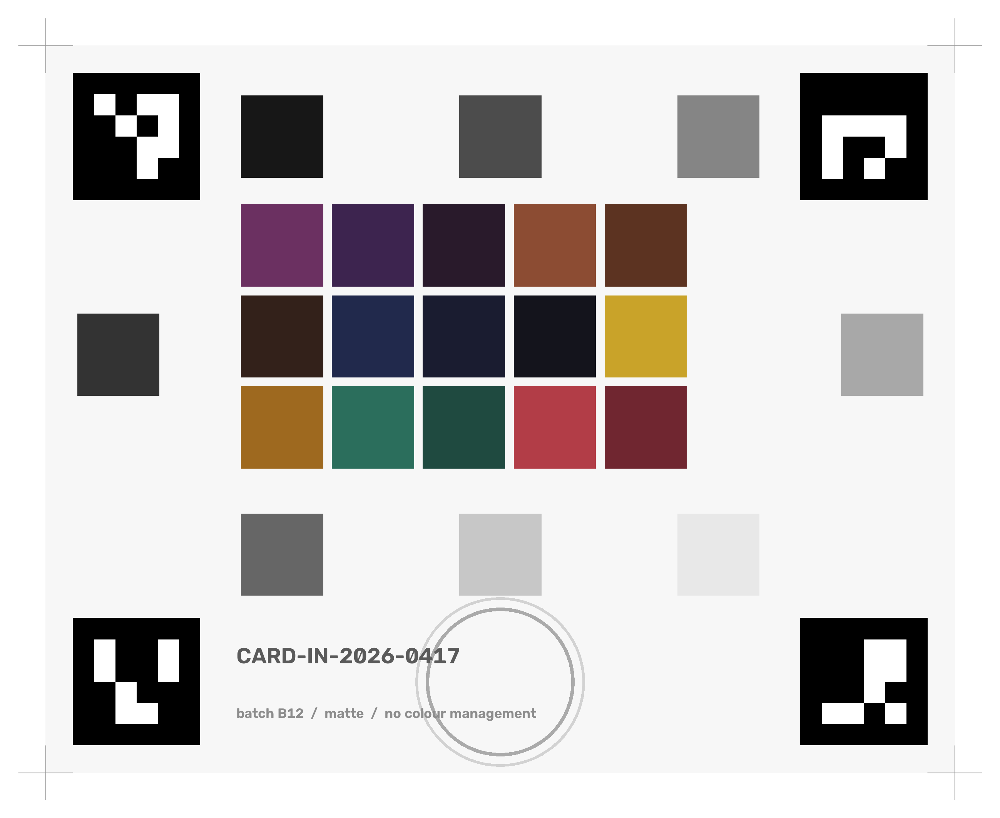 CARD-IN-2026-0417
batch B12 / matte / no colour management